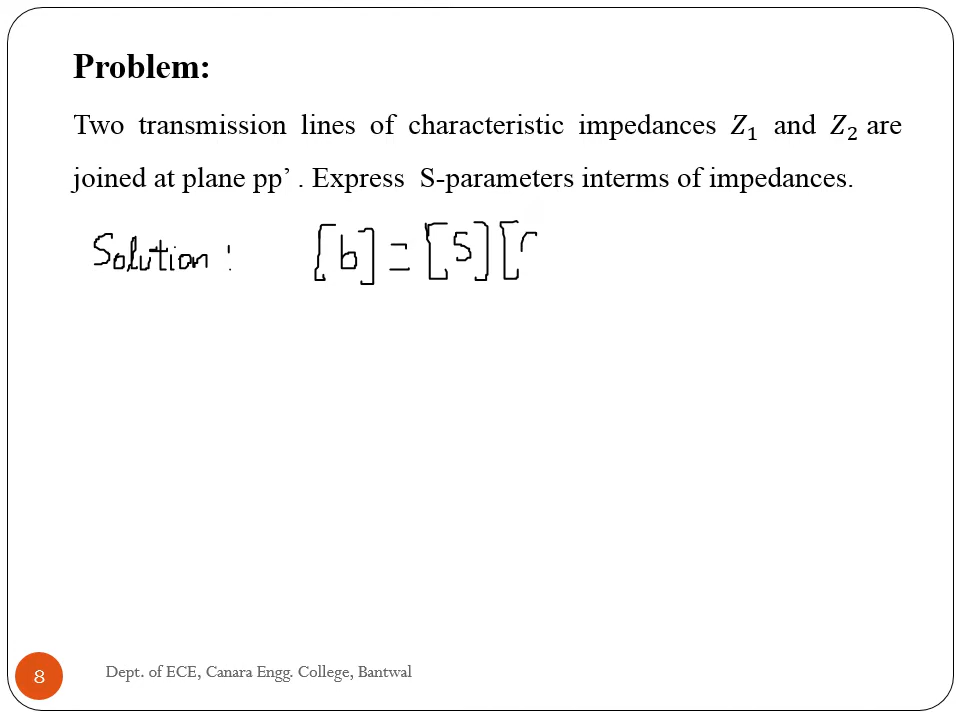 Problem:
Two transmission lines of characteristic impedances Z₁ and Z₂ are
joined at plane pp’ . Express S-parameters interms of impedances.
Solution : [b] = [S] [
8
Dept. of ECE, Canara Engg. College, Bantwal